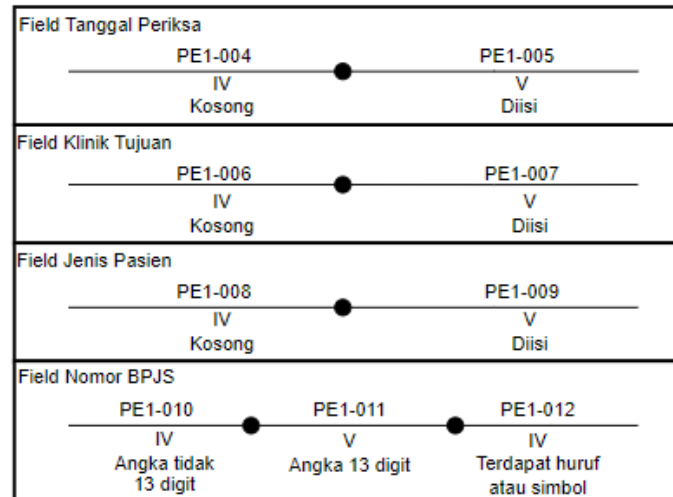 Field Tanggal Periksa
PE1-004 PE1-005
IV V
Kosong Diisi
Field Klinik Tujuan
PE1-006 PE1-007
IV V
Kosong Diisi
Field Jenis Pasien
PE1-008 PE1-009
IV V
Kosong Diisi
Field Nomor BPJS
PE1-010 PE1-011 PE1-012
IV V IV
Angka tidak Angka 13 digit Terdapat huruf
13 digit atau simbol